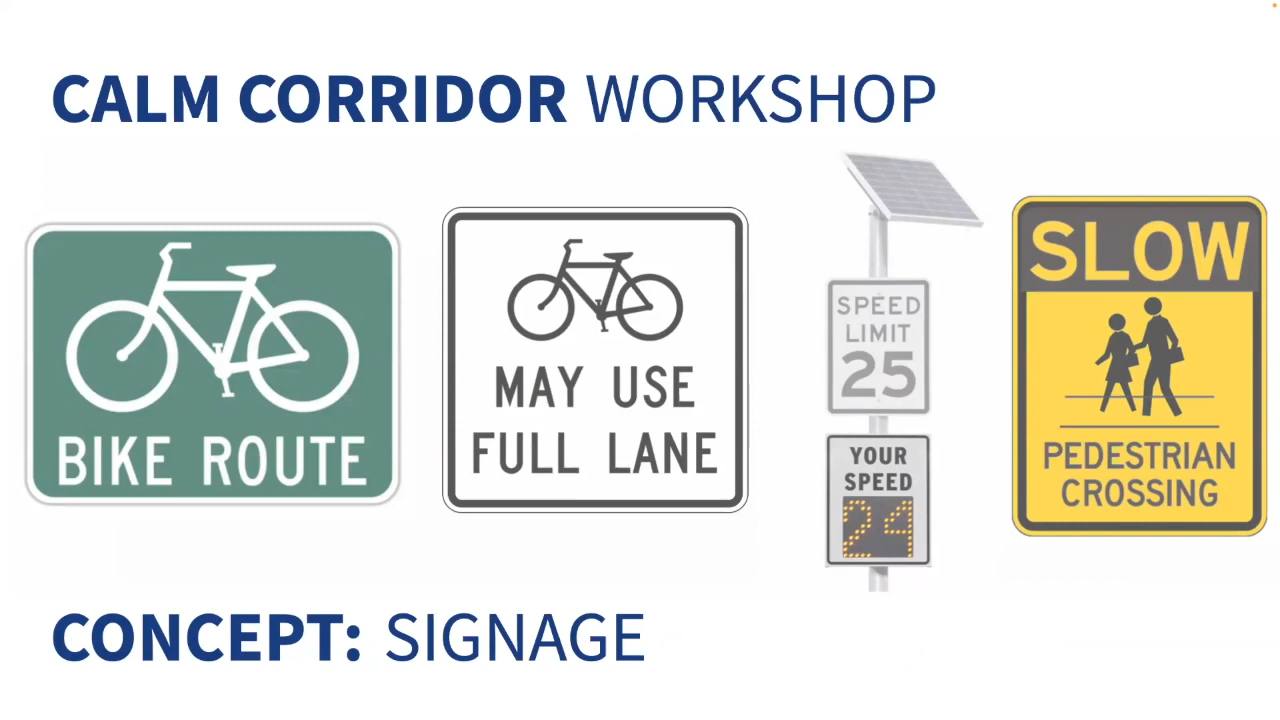 CALM CORRIDOR WORKSHOP
BIKE ROUTE
MAY USE
FULL LANE
SPEED
LIMIT
25
YOUR
SPEED
24
SLOW
PEDESTRIAN
CROSSING
CONCEPT: SIGNAGE